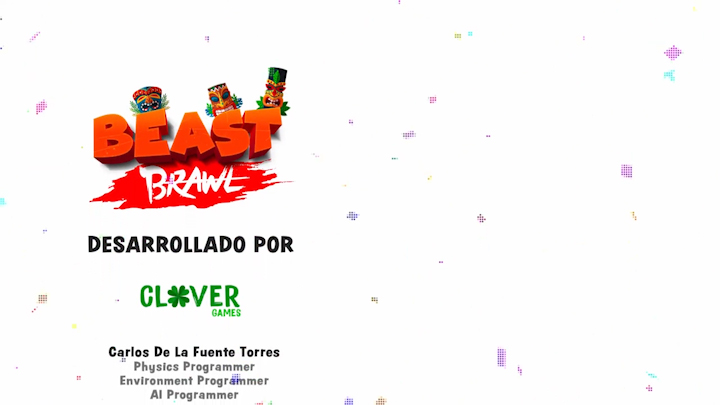 BEAST
BRAWL
DESARROLLADO POR
CLOVER
GAMES
Carlos De La Fuente Torres
Physics Programmer
Environment Programmer
AI Programmer